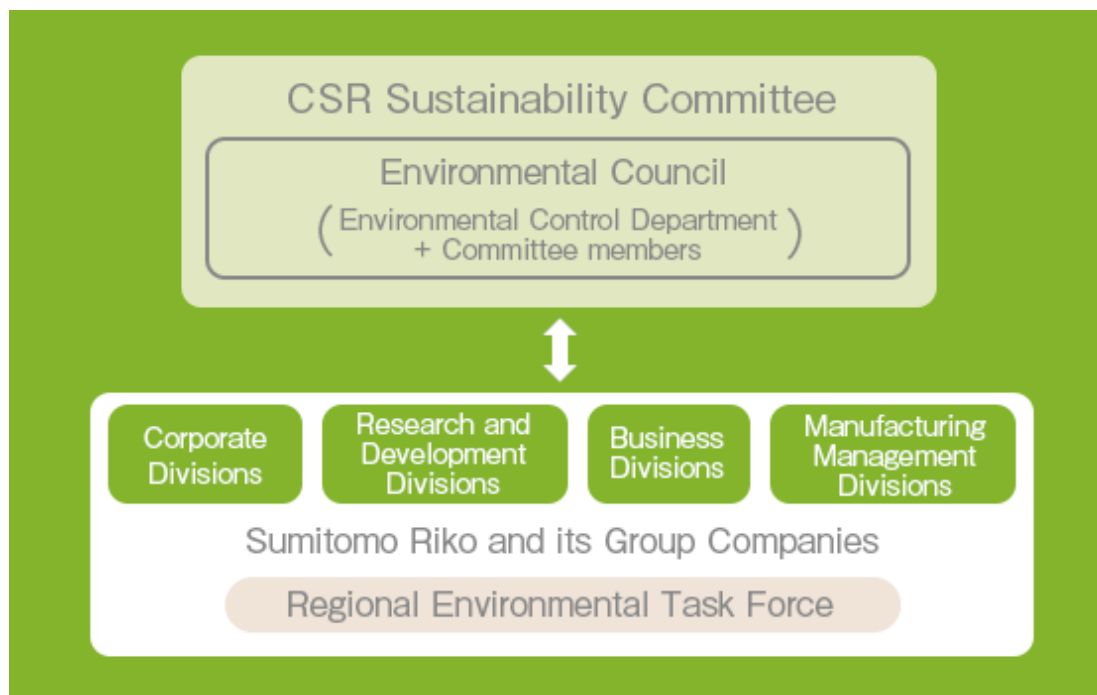 CSR Sustainability Committee
Environmental Council
(Environmental Control Department
+ Committee members)
Corporate
Divisions
Research and
Development
Divisions
Business
Divisions
Manufacturing
Management
Divisions
Sumitomo Riko and its Group Companies
Regional Environmental Task Force